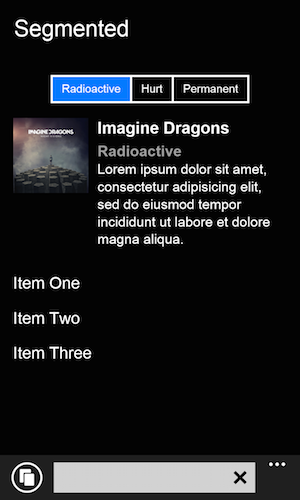 Segmented
Radioactive Hurt Permanent
IMAGINE DRAGONS
Imagine Dragons
Radioactive
Lorem ipsum dolor sit amet,
consectetur adipisicing elit,
sed do eiusmod tempor
incididunt ut labore et dolore
magna aliqua.
Item One
Item Two
Item Three